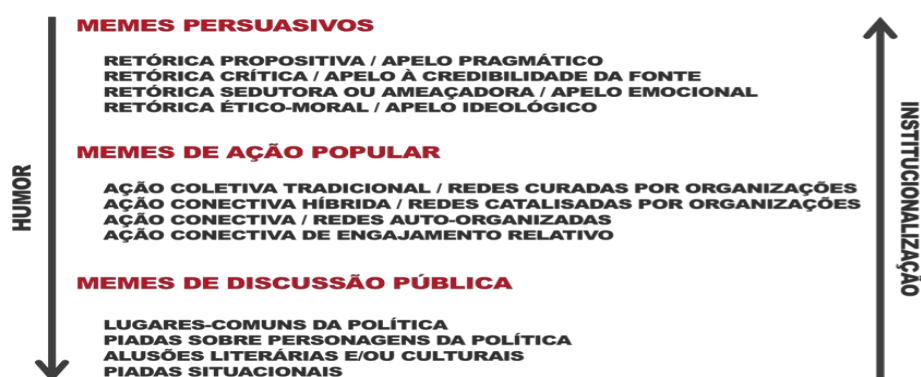 MEMES PERSUASIVOS
RETÓRICA PROPOSITIVA / APELO PRAGMÁTICO
RETÓRICA CRÍTICA / APELO À CREDIBILIDADE DA FONTE
RETÓRICA SEDUTORA OU AMEAÇADORA / APELO EMOCIONAL
RETÓRICA ÉTICO-MORAL / APELO IDEOLÓGICO
MEMES DE AÇÃO POPULAR
AÇÃO COLETIVA TRADICIONAL / REDES CURADAS POR ORGANIZAÇÕES
AÇÃO CONECTIVA HÍBRIDA / REDES CATALISADAS POR ORGANIZAÇÕES
AÇÃO CONECTIVA / REDES AUTO-ORGANIZADAS
AÇÃO CONECTIVA DE ENGAJAMENTO RELATIVO
MEMES DE DISCUSSÃO PÚBLICA
LUGARES-COMUNS DA POLÍTICA
PIADAS SOBRE PERSONAGENS DA POLÍTICA
ALUSÕES LITERÁRIAS E/OU CULTURAIS
PIADAS SITUACIONAIS
HUMOR
INSTITUCIONALIZAÇÃO